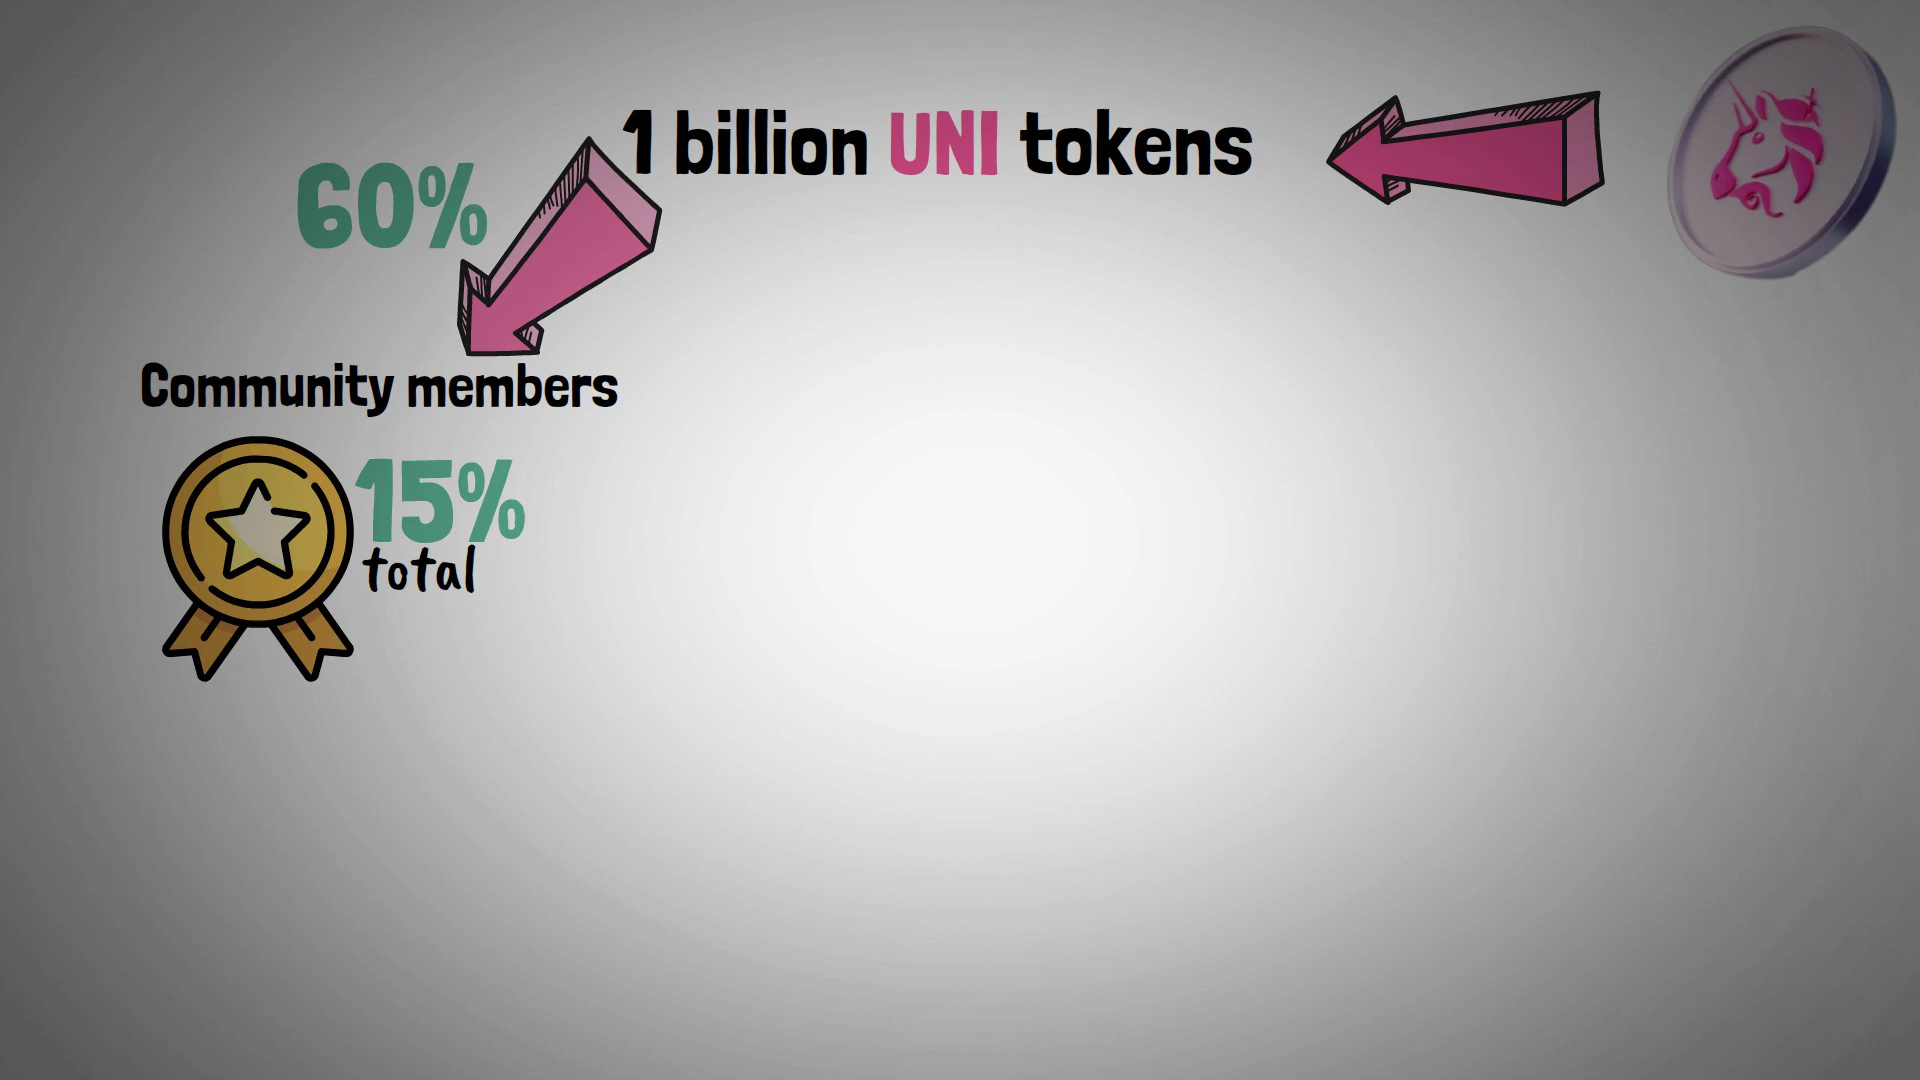 1 billion UNI tokens
60%
Community members
15%
total